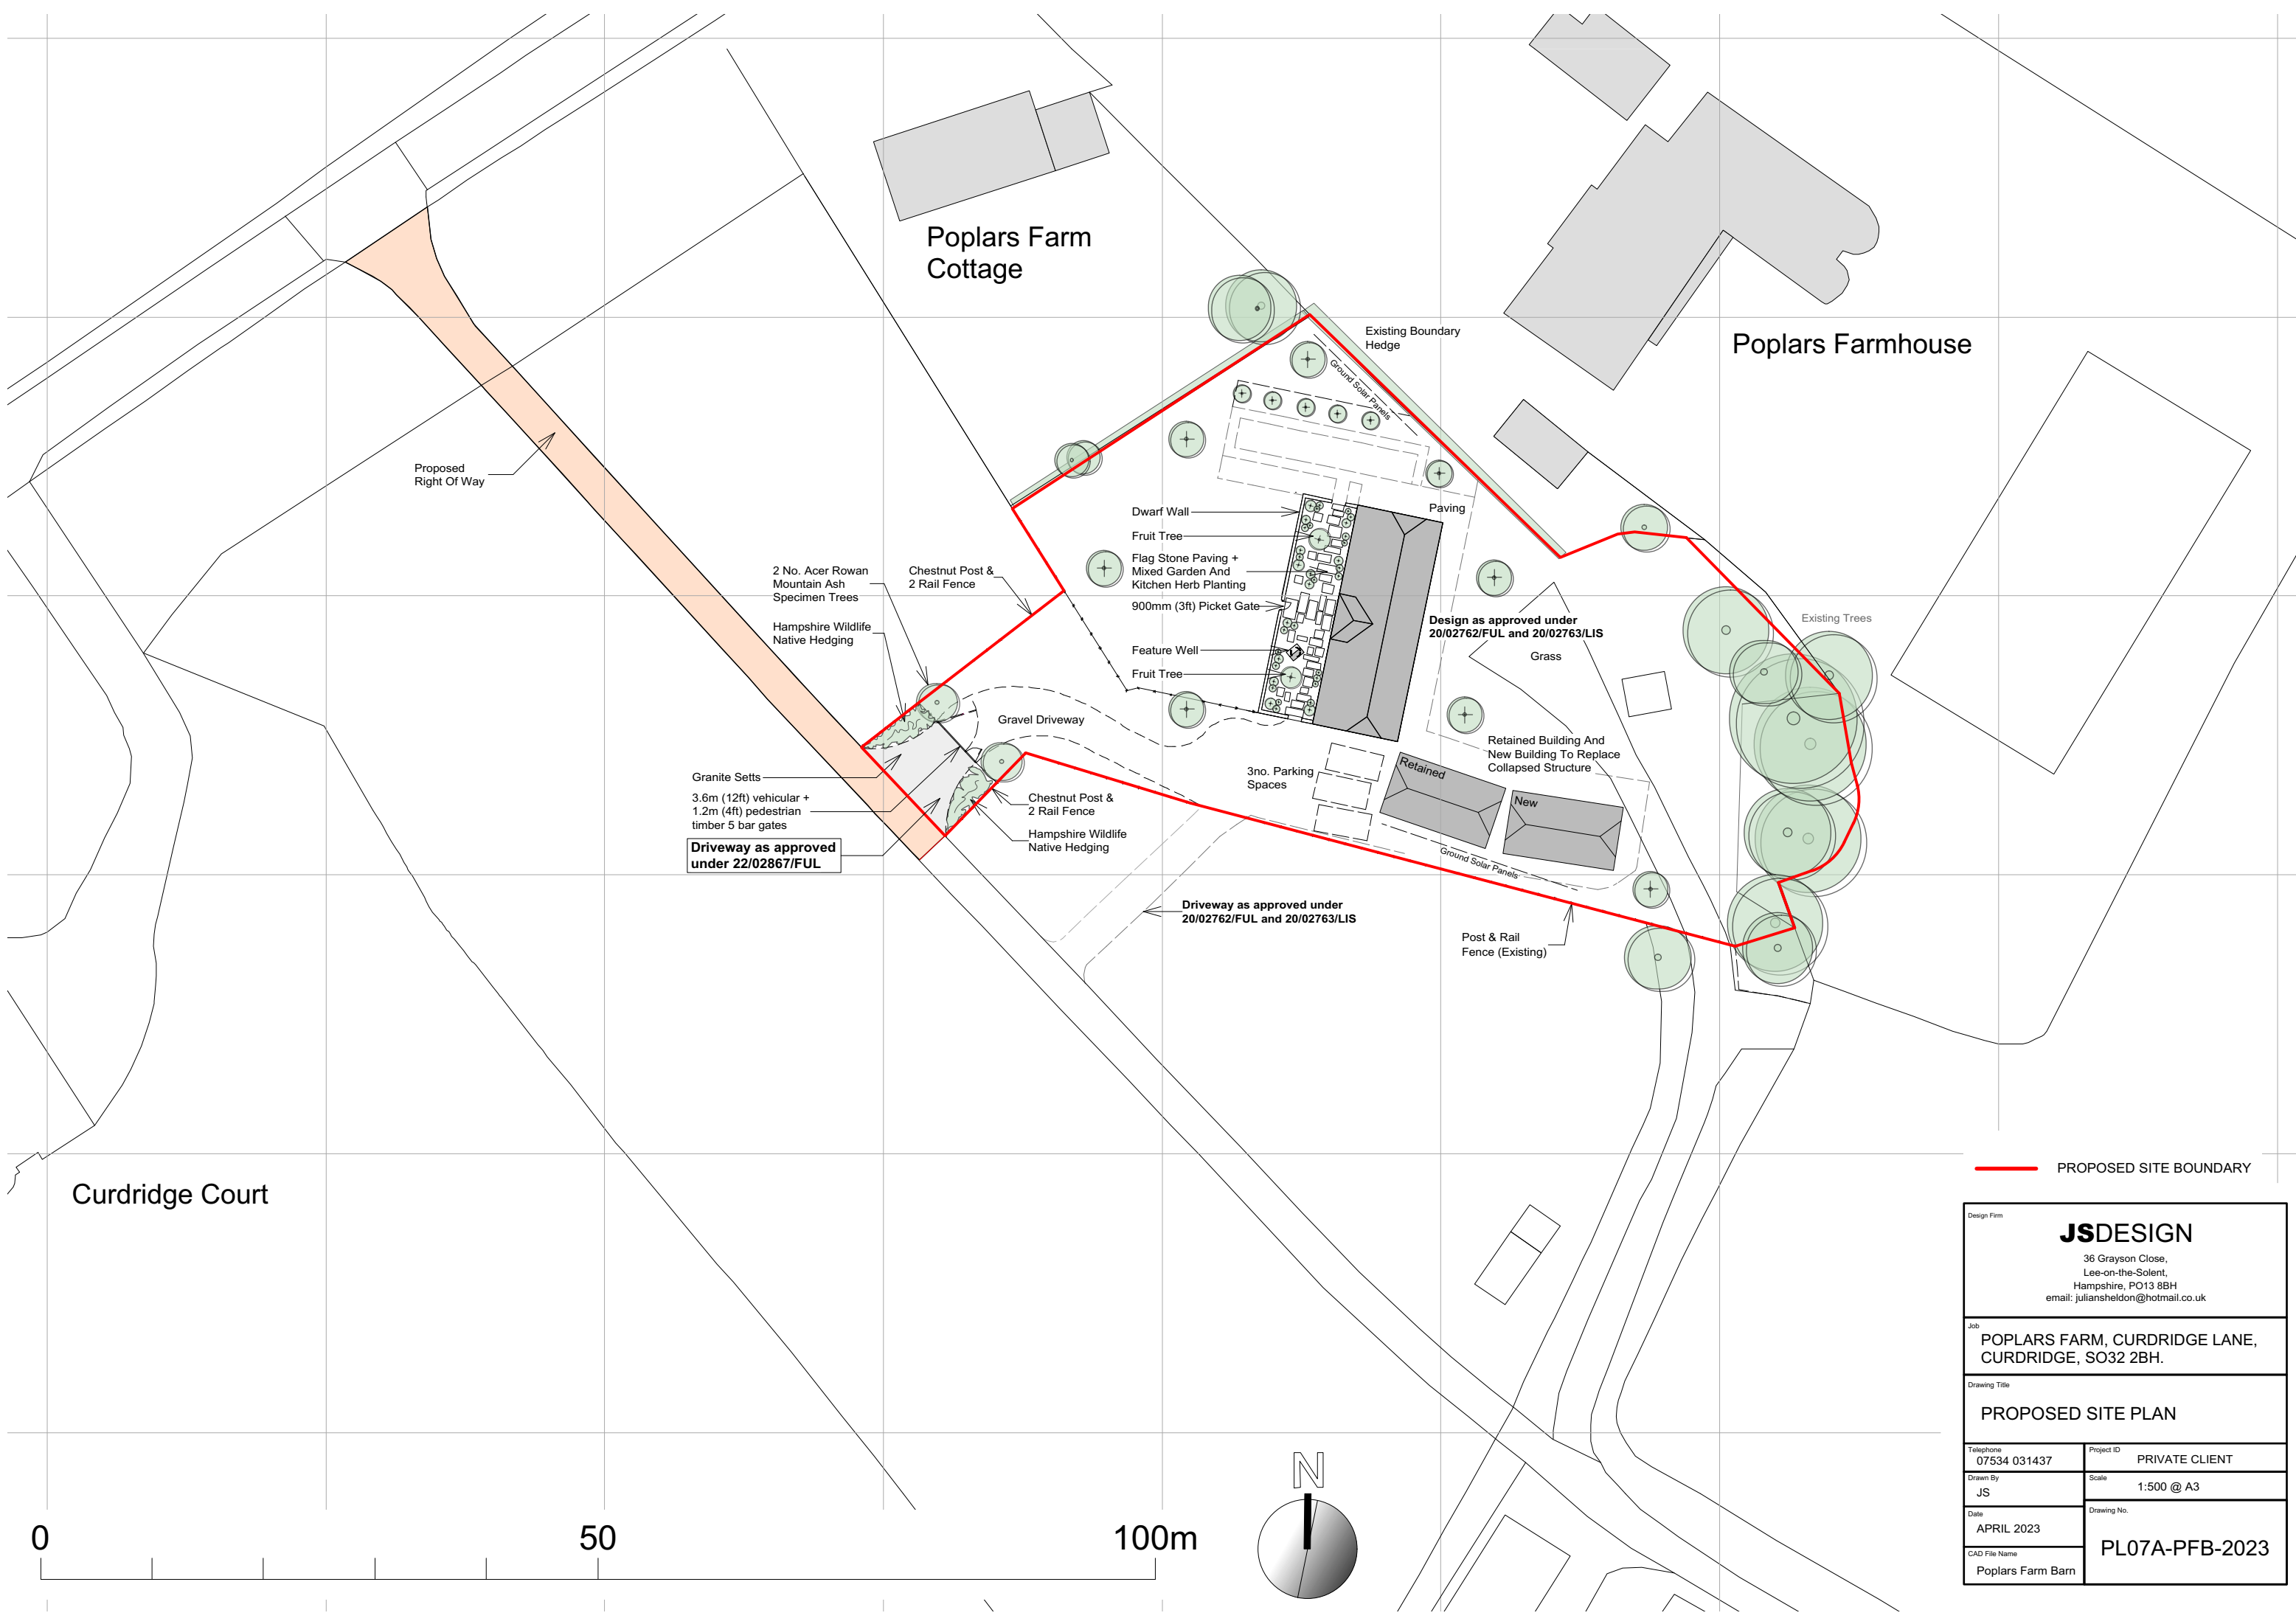 Poplars Farm
Cottage
Poplars Farmhouse
Existing Boundary
Hedge
Ground Solar Panels
Proposed
Right Of Way
Dwarf Wall
Paving
Fruit Tree
Flag Stone Paving +
Mixed Garden And
Kitchen Herb Planting
900mm (3ft) Picket Gate
Feature Well
Fruit Tree
2 No. Acer Rowan
Mountain Ash
Specimen Trees
Chestnut Post &
2 Rail Fence
Hampshire Wildlife
Native Hedging
Design as approved under
20/02762/FUL and 20/02763/LIS
Grass
Existing Trees
Gravel Driveway
Retained Building And
New Building To Replace
Collapsed Structure
3no. Parking
Spaces
Retained
New
Granite Setts
3.6m (12ft) vehicular +
1.2m (4ft) pedestrian
timber 5 bar gates
Driveway as approved
under 22/02867/FUL
Chestnut Post &
2 Rail Fence
Hampshire Wildlife
Native Hedging
Ground Solar Panels
Driveway as approved under
20/02762/FUL and 20/02763/LIS
Post & Rail
Fence (Existing)
Curdridge Court
PROPOSED SITE BOUNDARY
Design Firm
JSDESIGN
36 Grayson Close,
Lee-on-the-Solent,
Hampshire, PO13 8BH
email: juliansheldon@hotmail.co.uk
Job
POPLARS FARM, CURDRIDGE LANE,
CURDRIDGE, SO32 2BH.
Drawing Title
PROPOSED SITE PLAN
Telephone
07534 031437
Project ID
PRIVATE CLIENT
Drawn By
JS
Scale
1:500 @ A3
Date
APRIL 2023
Drawing No.
PL07A-PFB-2023
CAD File Name
Poplars Farm Barn
N
0 50 100m